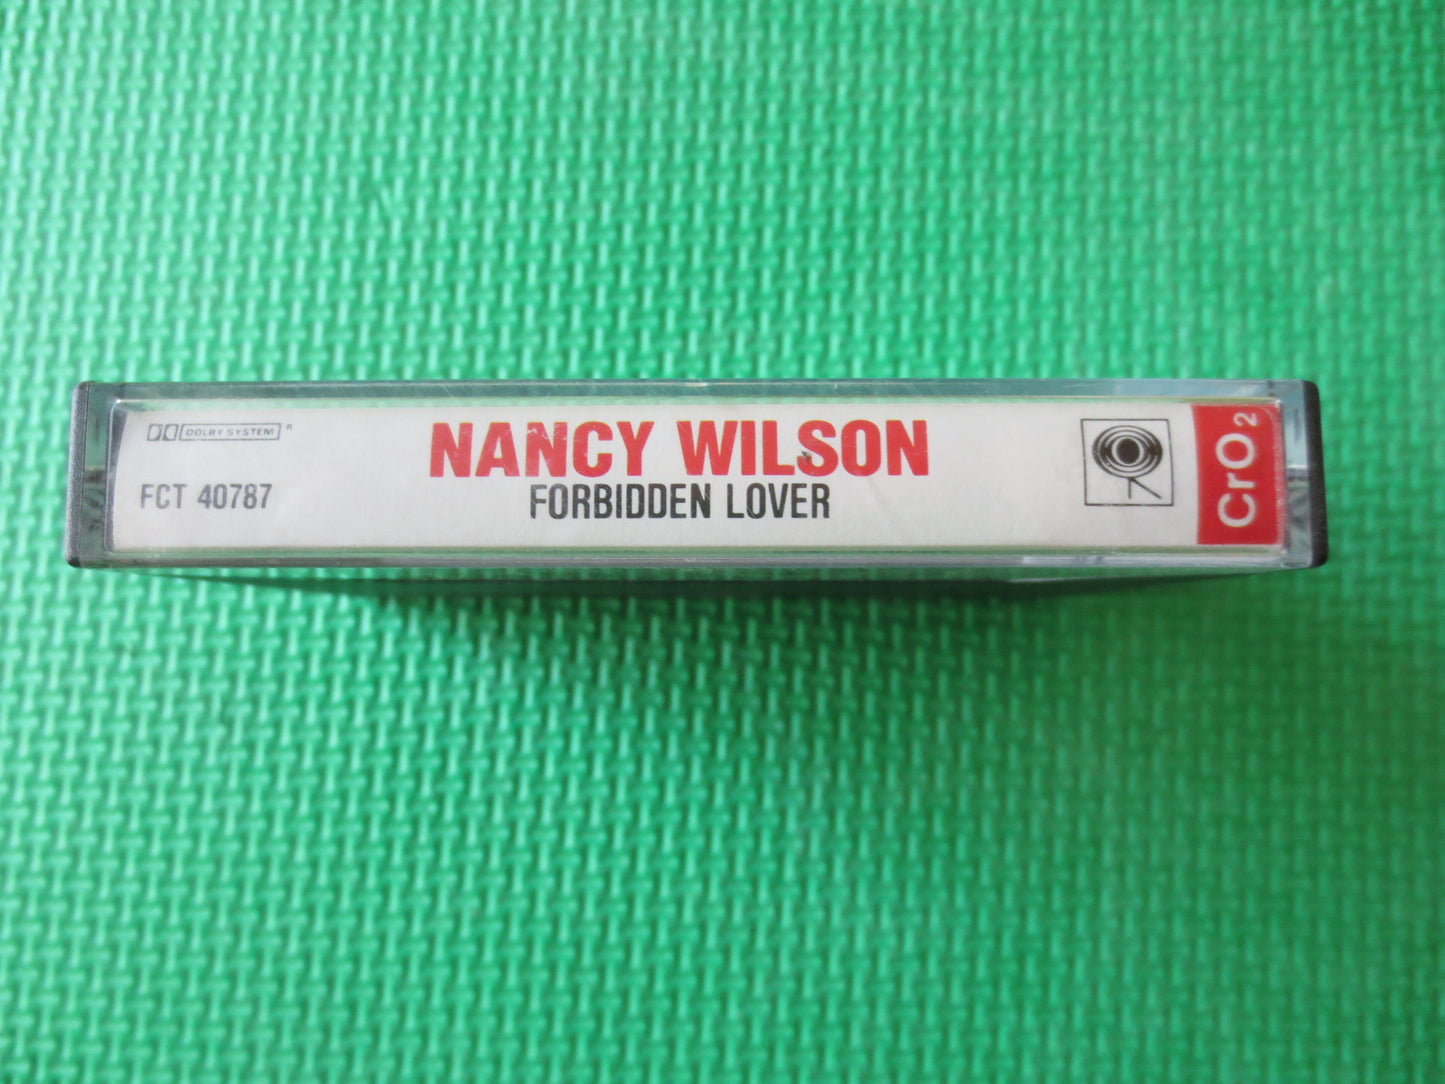 DOLBY SYSTEM ®
FCT 40787
NANCY WILSON
FORBIDDEN LOVER
CrO2